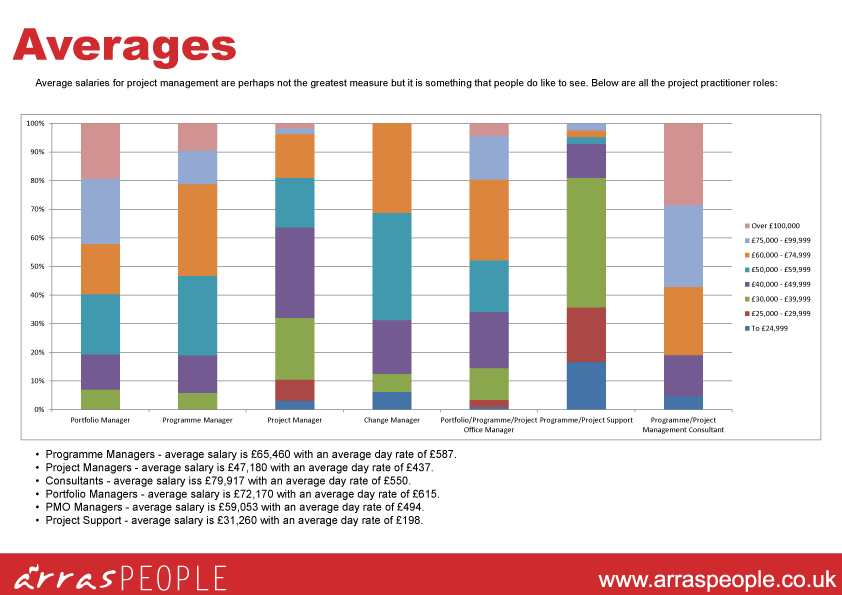 Averages
Average salaries for project management are perhaps not the greatest measure but it is something that people do like to see. Below are all the project practitioner roles:
100%
90%
80%
70%
60%
50%
40%
30%
20%
10%
0%
Portfolio Manager
Programme Manager
Project Manager
Change Manager
Portfolio/Programme/Project
Office Manager
Programme/Project Support
Programme/Project
Management Consultant
Over £100,000
£75,000 - £99,999
£60,000 - £74,999
£50,000 - £59,999
£40,000 - £49,999
£30,000 - £39,999
£25,000 - £29,999
To £24,999
• Programme Managers - average salary is £65,460 with an average day rate of £587.
• Project Managers - average salary is £47,180 with an average day rate of £437.
• Consultants - average salary iss £79,917 with an average day rate of £550.
• Portfolio Managers - average salary is £72,170 with an average day rate of £615.
• PMO Managers - average salary is £59,053 with an average day rate of £494.
• Project Support - average salary is £31,260 with an average day rate of £198.
arras PEOPLE
www.arraspeople.co.uk